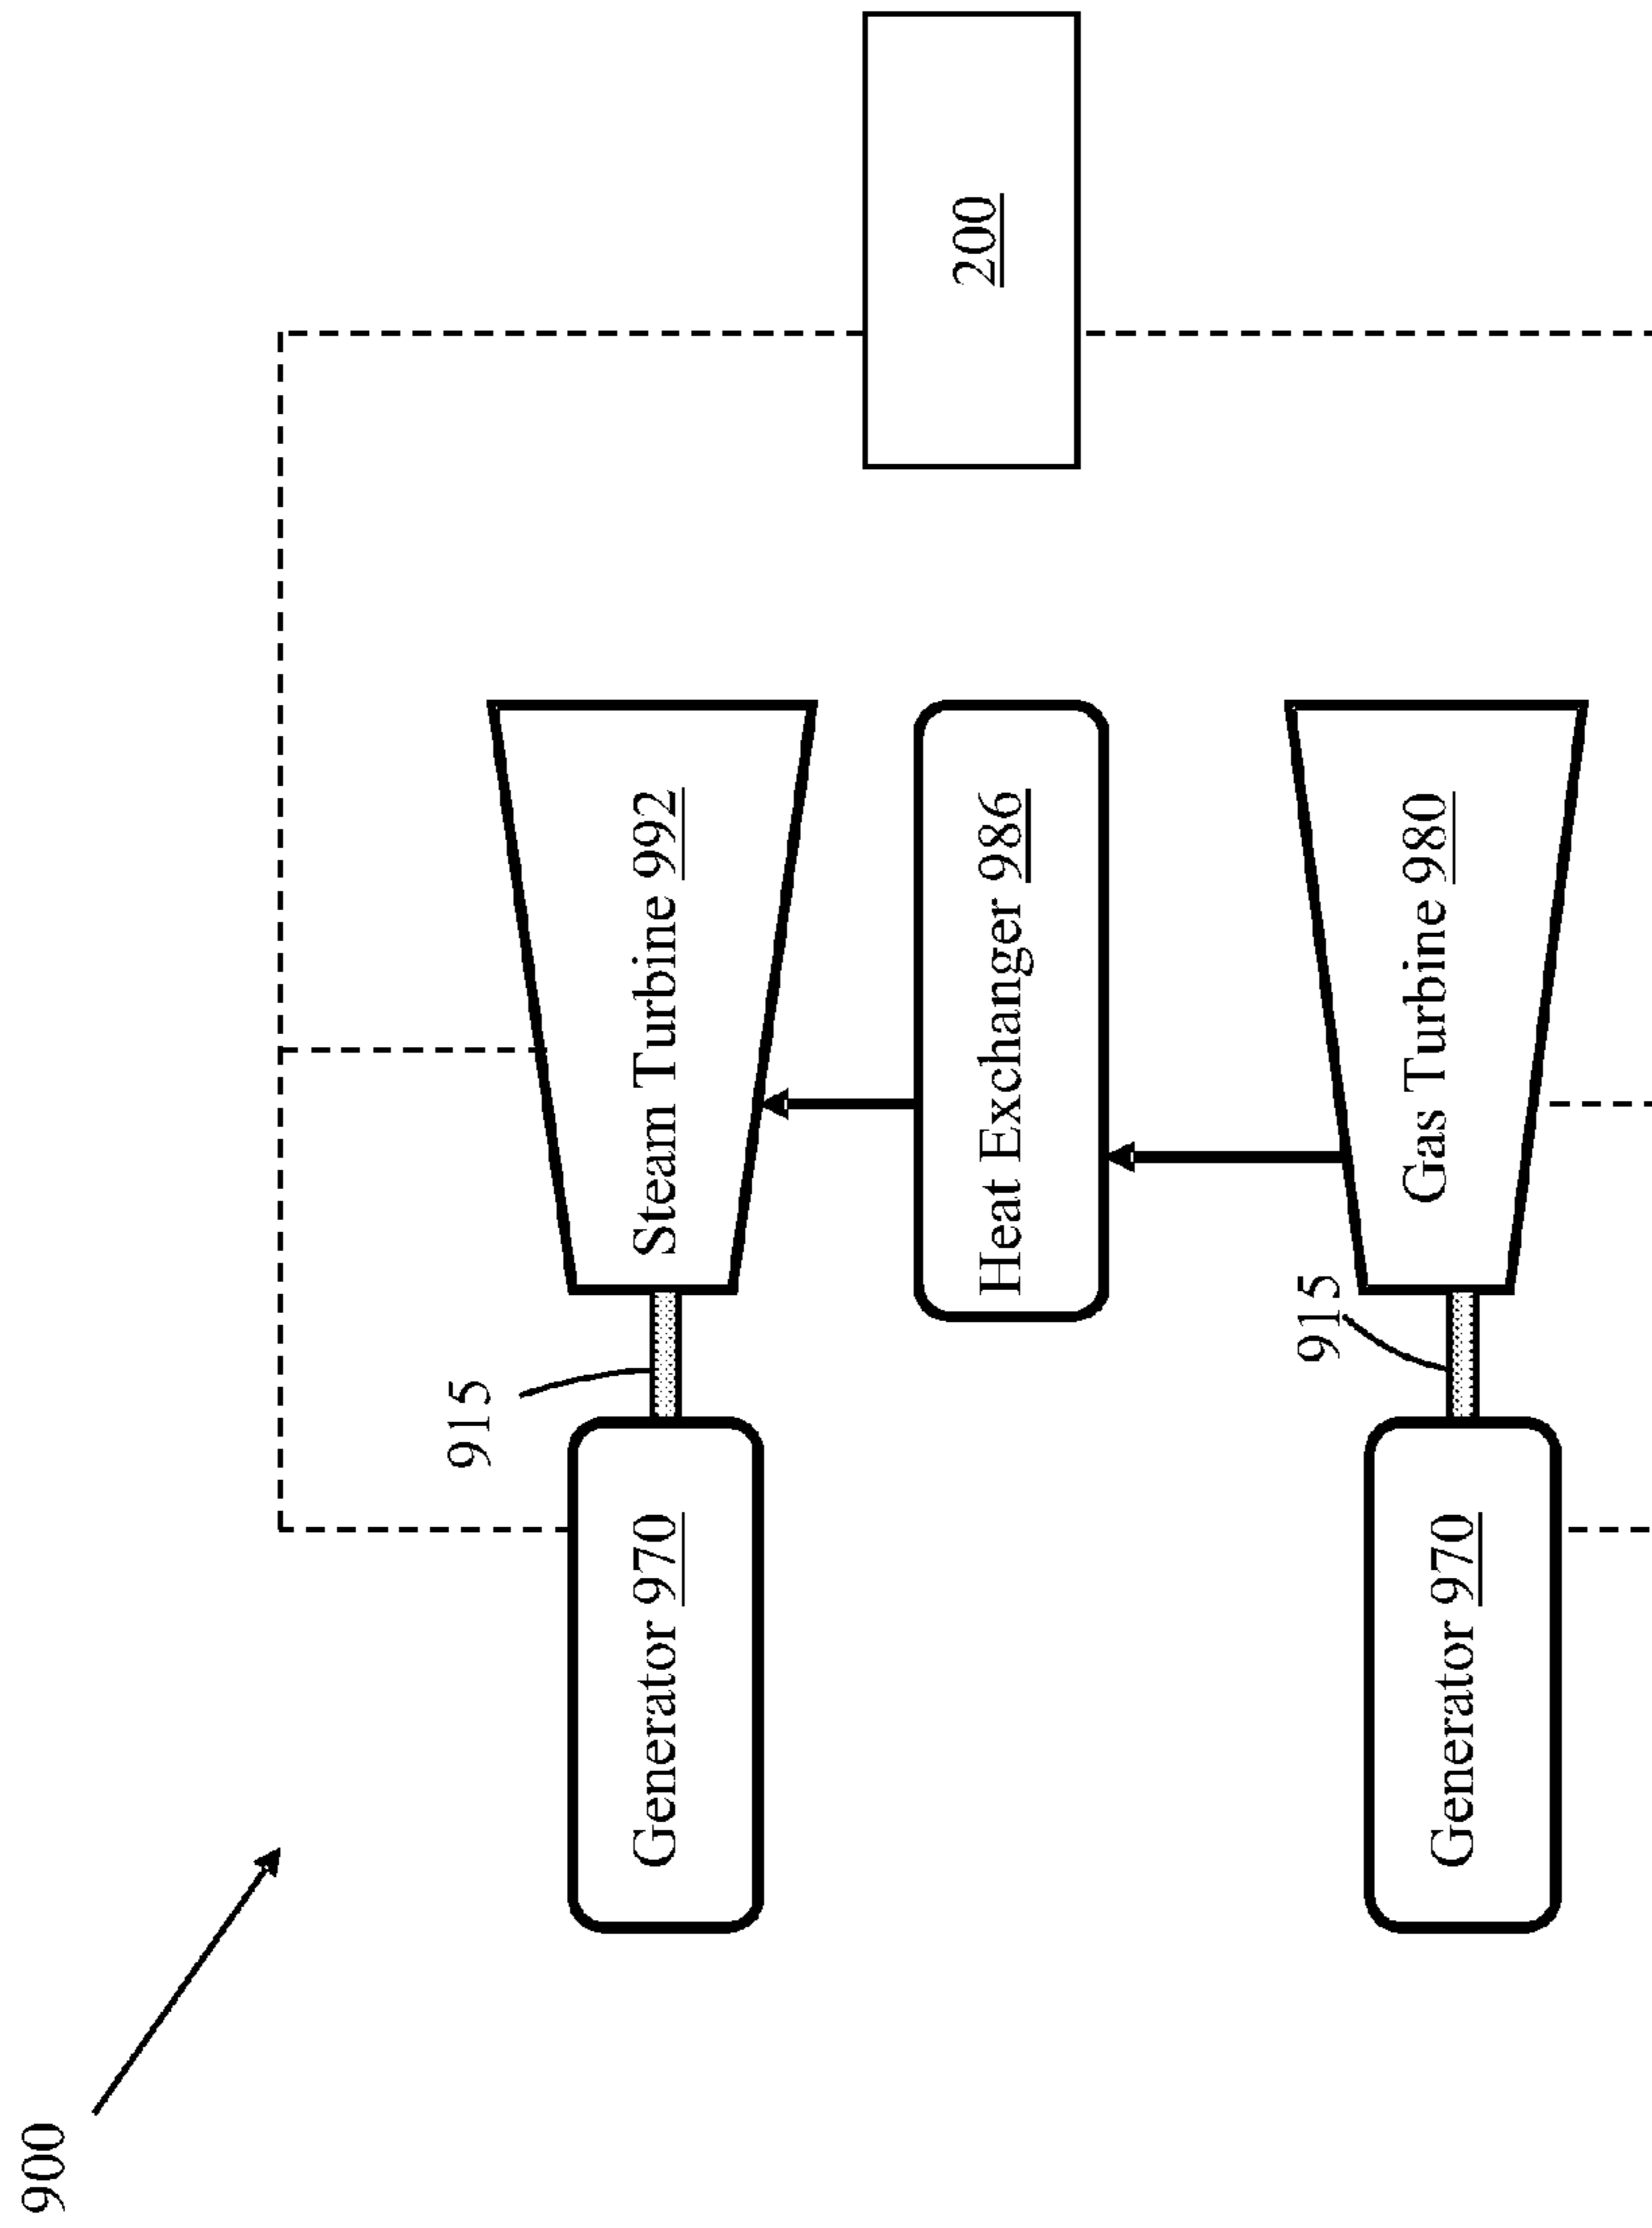 900
Generator 970
915
Steam Turbine 992
Heat Exchanger 986
200
Generator 970
915
Gas Turbine 980